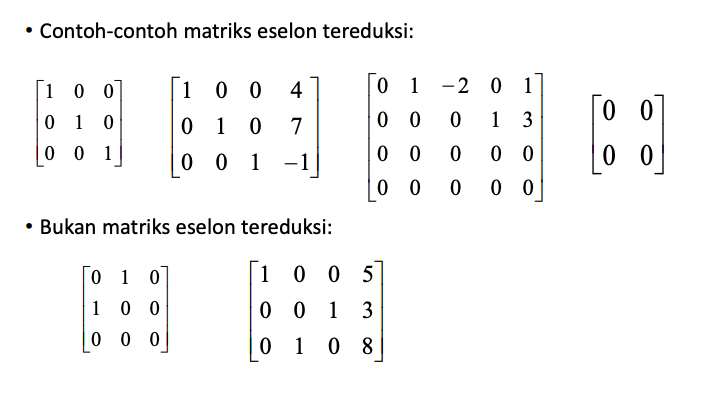 • Contoh-contoh matriks eselon tereduksi:
[1 0 0] [1 0 0 4] [0 1 −2 0 1] [0 0]
[0 1 0] [0 1 0 7] [0 0 0 1 3] [0 0]
[0 0 1] [0 0 1 −1] [0 0 0 0 0]
[0 0 0 0 0]
• Bukan matriks eselon tereduksi:
[0 1 0] [1 0 0 5]
[1 0 0] [0 0 1 3]
[0 0 0] [0 1 0 8]